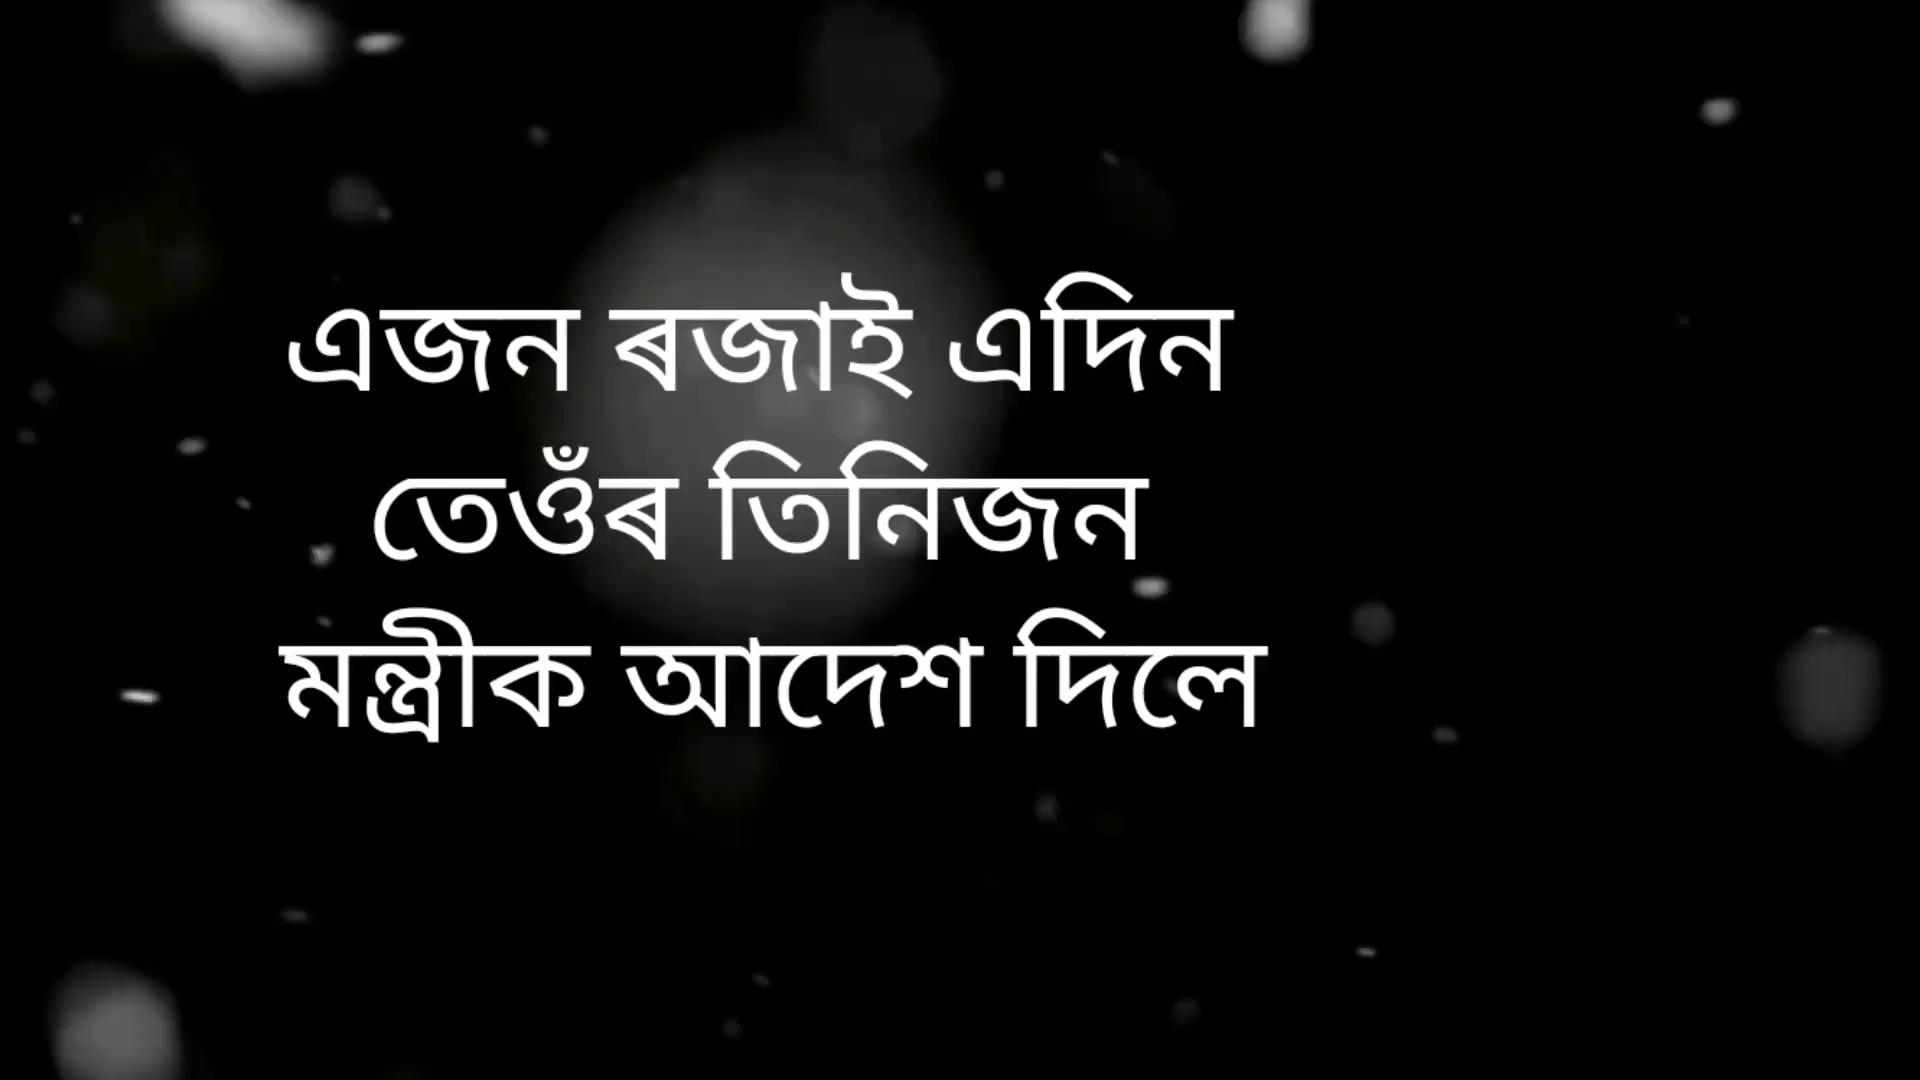 এজন ৰজাই এদিন
তেওঁৰ তিনিজন
মন্ত্ৰীক আদেশ দিলে